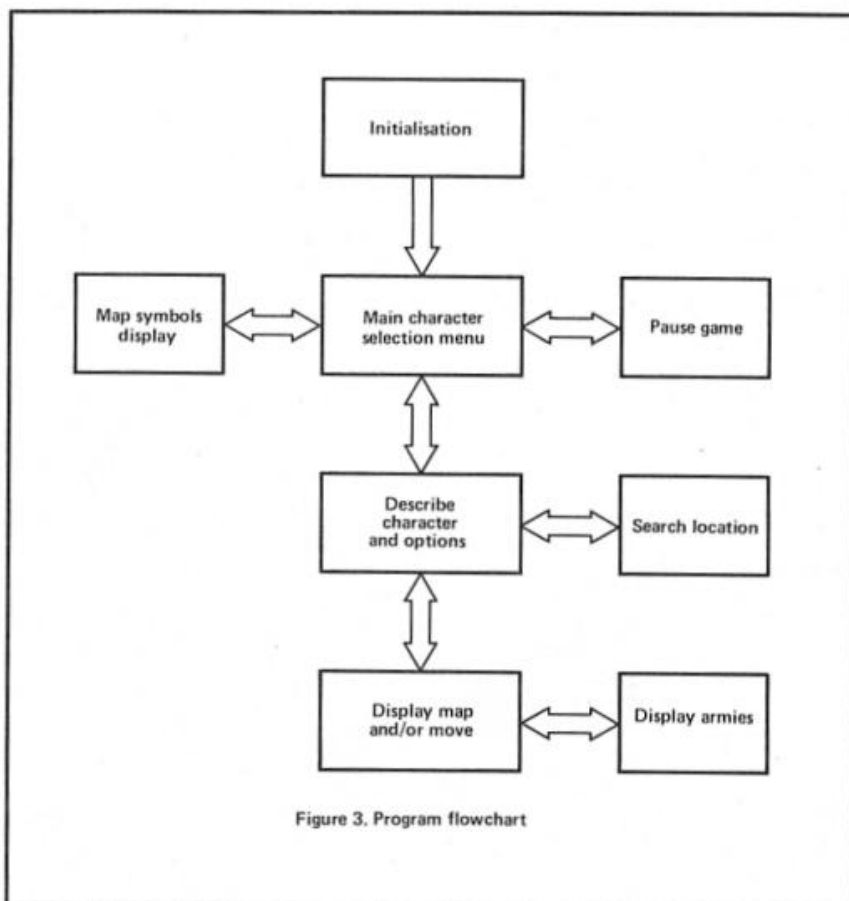 Initialisation
Map symbols
display
Main character
selection menu
Pause game
Describe
character
and options
Search location
Display map
and/or move
Display armies
Figure 3. Program flowchart